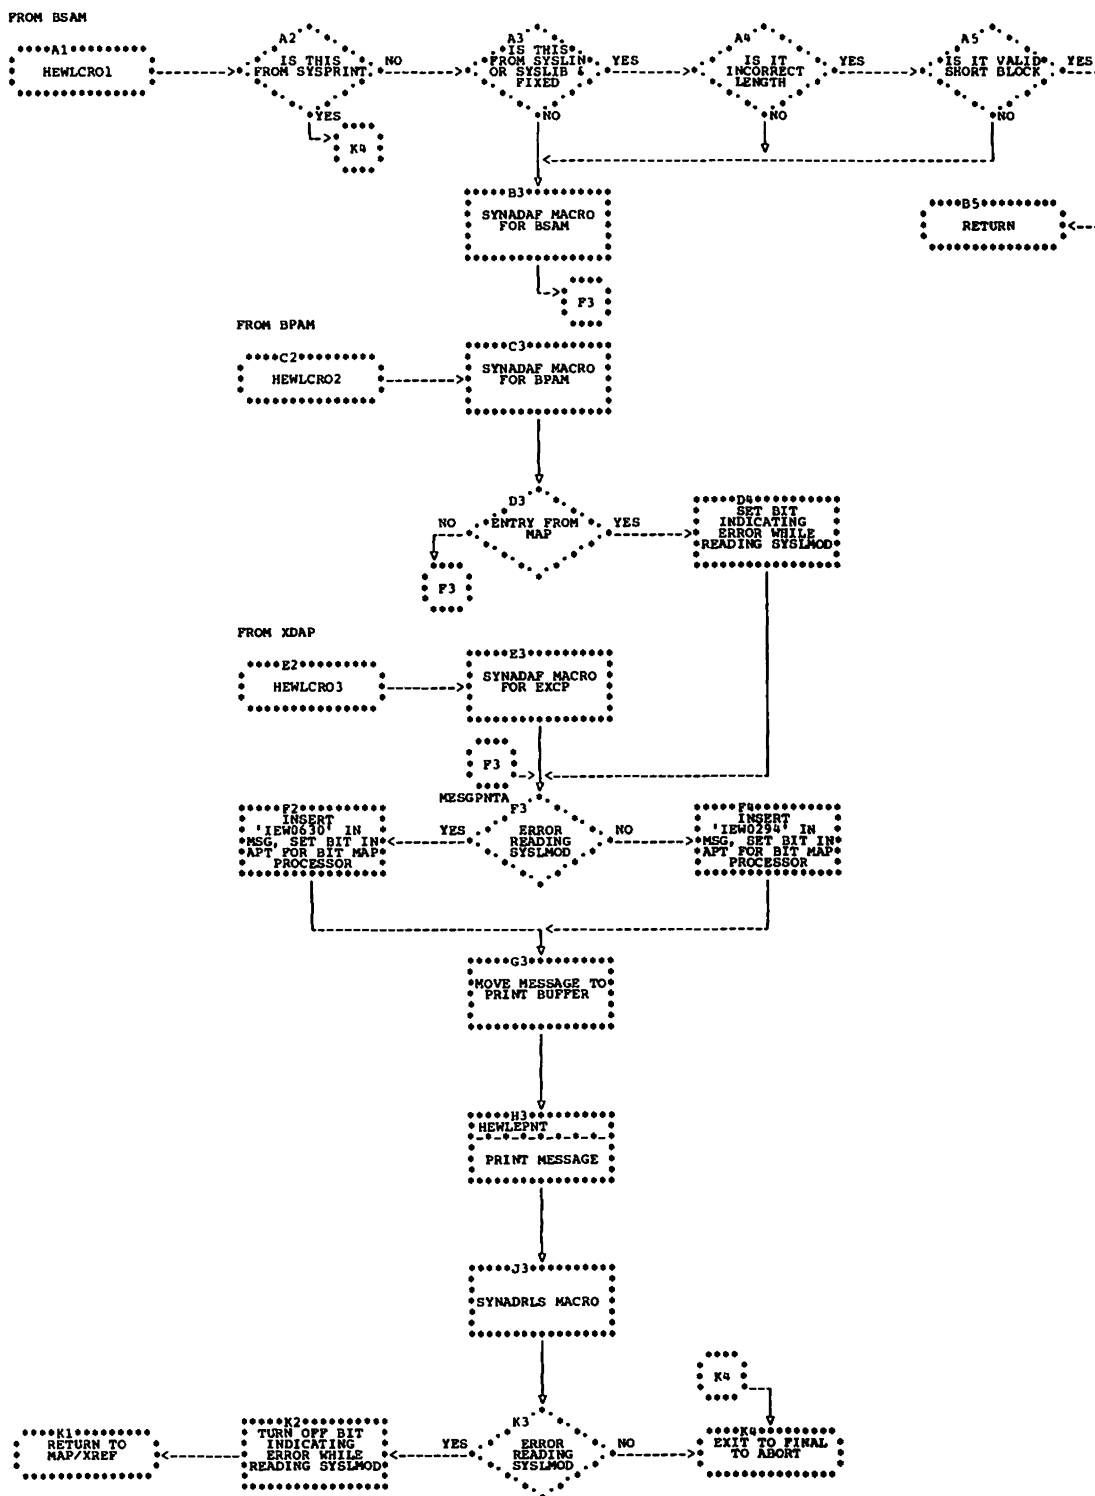 FROM BSAM
A1
HEWLCRO1
A2
IS THIS
FROM SYSPRINT
NO
YES
K4
A3
IS THIS
FROM SYSLIN
OR SYSLIB &
FIXED
YES
NO
A4
IS IT
INCORRECT
LENGTH
YES
NO
A5
IS IT VALID
SHORT BLOCK
YES
NO
B3
SYNADAF MACRO
FOR BSAM
F3
B5
RETURN
FROM BPAM
C2
HEWLCRO2
C3
SYNADAF MACRO
FOR BPAM
D3
ENTRY FROM
MAP
NO
YES
F3
D4
SET BIT
INDICATING
ERROR WHILE
READING SYSLMOD
FROM XDAP
E2
HEWLCRO3
E3
SYNADAF MACRO
FOR EXCP
F3
MESGPNTA
F2
INSERT
'IEW0630' IN
MSG, SET BIT IN
APT FOR BIT MAP
PROCESSOR
YES
F3
ERROR
READING
SYSLMOD
NO
F4
INSERT
'IEW0294' IN
MSG, SET BIT IN
APT FOR BIT MAP
PROCESSOR
G3
MOVE MESSAGE TO
PRINT BUFFER
H3
HEWLEPNT
PRINT MESSAGE
J3
SYNADRLS MACRO
K4
K1
RETURN TO
MAP/XREF
K2
TURN OFF BIT
INDICATING
ERROR WHILE
READING SYSLMOD
YES
K3
ERROR
READING
SYSLMOD
NO
K4
EXIT TO FINAL
TO ABORT